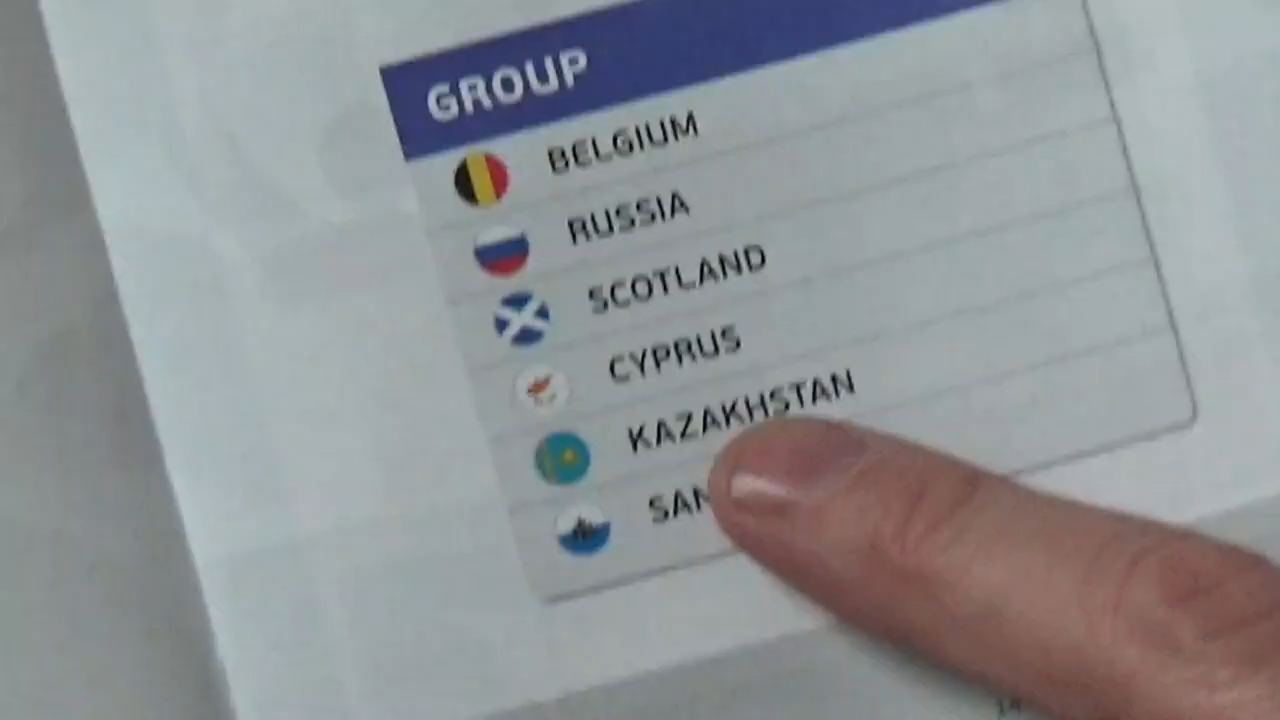 GROUP
BELGIUM
RUSSIA
SCOTLAND
CYPRUS
KAZAKHSTAN
SAN